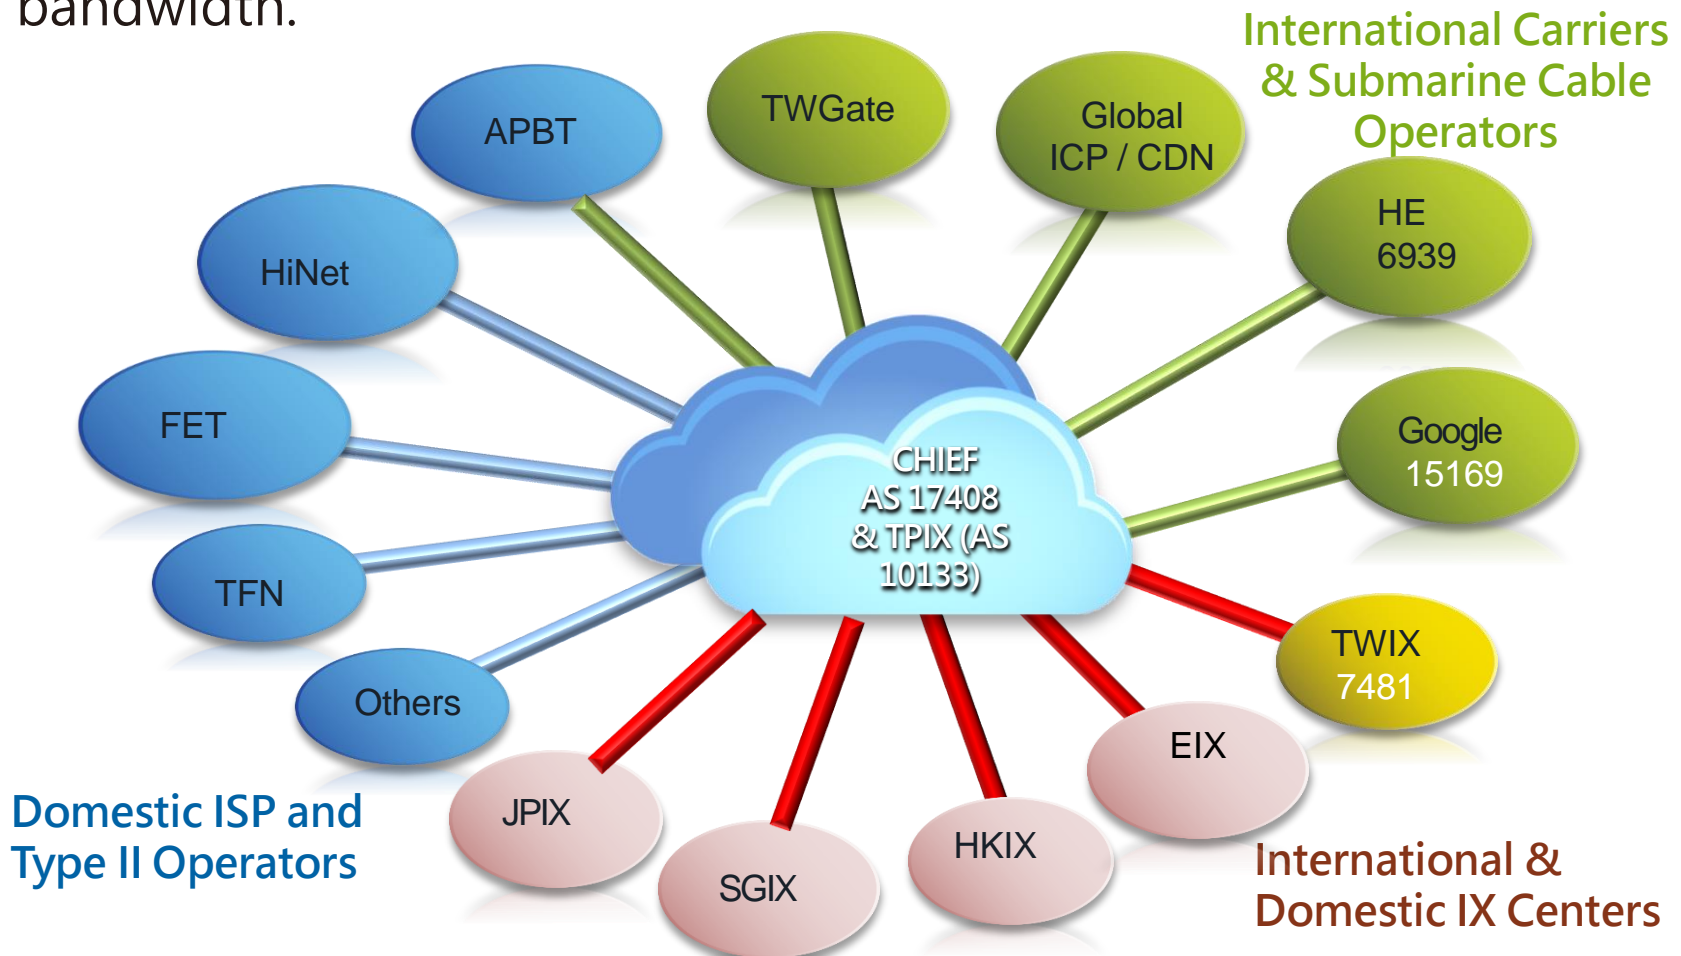 bandwidth.
International Carriers
& Submarine Cable
Operators
APBT
TWGate
Global
ICP / CDN
HE
6939
HiNet
FET
Google
15169
CHIEF
AS 17408
& TPIX (AS
10133)
TFN
TWIX
7481
Others
EIX
JPIX
HKIX
SGIX
Domestic ISP and
Type II Operators
International &
Domestic IX Centers